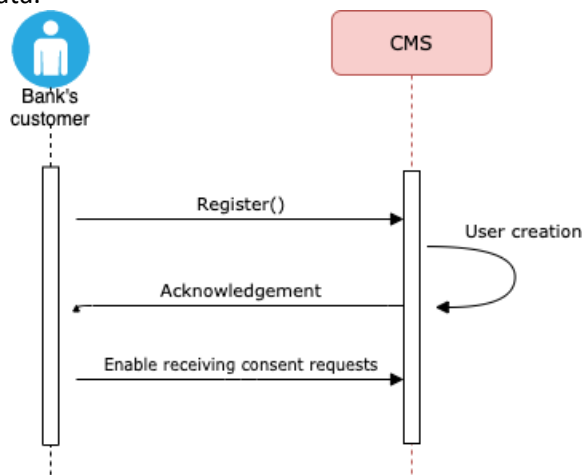 CMS
Bank's
customer
Register()
User creation
Acknowledgement
Enable receiving consent requests